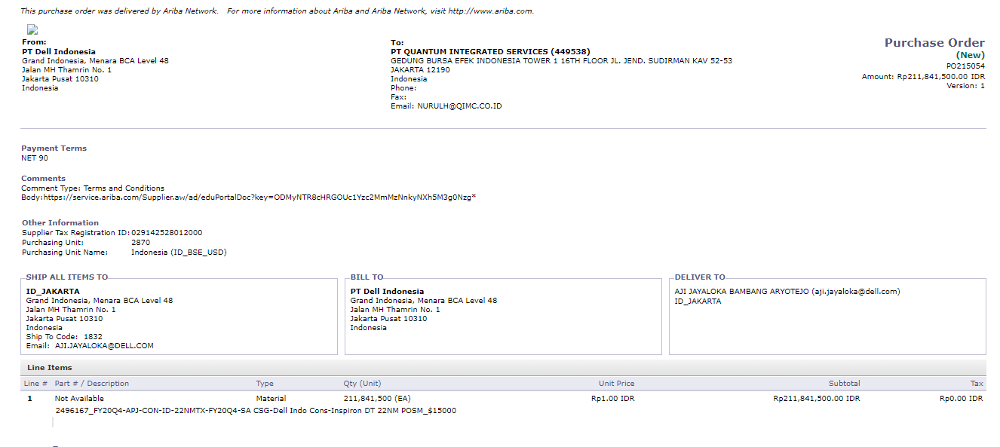 This purchase order was delivered by Ariba Network.   For more information about Ariba and Ariba Network, visit http://www.ariba.com.
From:
PT Dell Indonesia
Grand Indonesia, Menara BCA Level 48
Jalan MH Thamrin No. 1
Jakarta Pusat 10310
Indonesia
To:
PT QUANTUM INTEGRATED SERVICES (449538)
GEDUNG BURSA EFEK INDONESIA TOWER 1 16TH FLOOR JL. JEND. SUDIRMAN KAV 52-53
JAKARTA 12190
Indonesia
Phone:
Fax:
Email: NURULH@QIMC.CO.ID
Purchase Order
(New)
PO215054
Amount: Rp211,841,500.00 IDR
Version: 1
Payment Terms
NET 90
Comments
Comment Type: Terms and Conditions
Body:https://service.ariba.com/Supplier.aw/ad/eduPortalDoc?key=ODMyNTR8cHRGOUc1Yzc2MmMzNnkyNXh5M3g0Nzg*
Other Information
Supplier Tax Registration ID: 029142528012000
Purchasing Unit: 2870
Purchasing Unit Name: Indonesia (ID_BSE_USD)
SHIP ALL ITEMS TO
ID_JAKARTA
Grand Indonesia, Menara BCA Level 48
Jalan MH Thamrin No. 1
Jakarta Pusat 10310
Indonesia
Ship To Code: 1832
Email: AJI.JAYALOKA@DELL.COM
BILL TO
PT Dell Indonesia
Grand Indonesia, Menara BCA Level 48
Jalan MH Thamrin No. 1
Jakarta Pusat 10310
Indonesia
DELIVER TO
AJI JAYALOKA BAMBANG ARYOTEJO (aji.jayaloka@dell.com)
ID_JAKARTA
Line Items
Line # Part # / Description Type Qty (Unit) Unit Price Subtotal Tax
1 Not Available Material 211,841,500 (EA) Rp1.00 IDR Rp211,841,500.00 IDR Rp0.00 IDR
2496167_FY20Q4-APJ-CON-ID-22NMTX-FY20Q4-SA CSG-Dell Indo Cons-Inspiron DT 22NM POSM_$15000